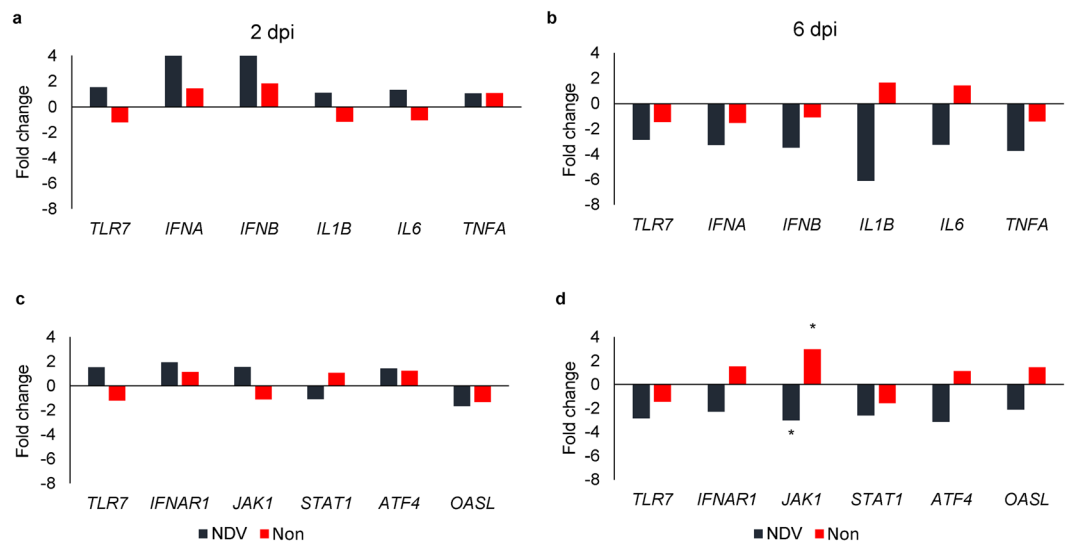 a
2 dpi
4
2
0
-2
-4
-6
-8
Fold change
TLR7 IFNA IFNB IL1B IL6 TNFA
b
6 dpi
4
2
0
-2
-4
-6
-8
Fold change
TLR7 IFNA IFNB IL1B IL6 TNFA
c
4
2
0
-2
-4
-6
-8
Fold change
TLR7 IFNAR1 JAK1 STAT1 ATF4 OASL
NDV Non
d
4
2
0
-2
-4
-6
-8
Fold change
*
*
TLR7 IFNAR1 JAK1 STAT1 ATF4 OASL
NDV Non